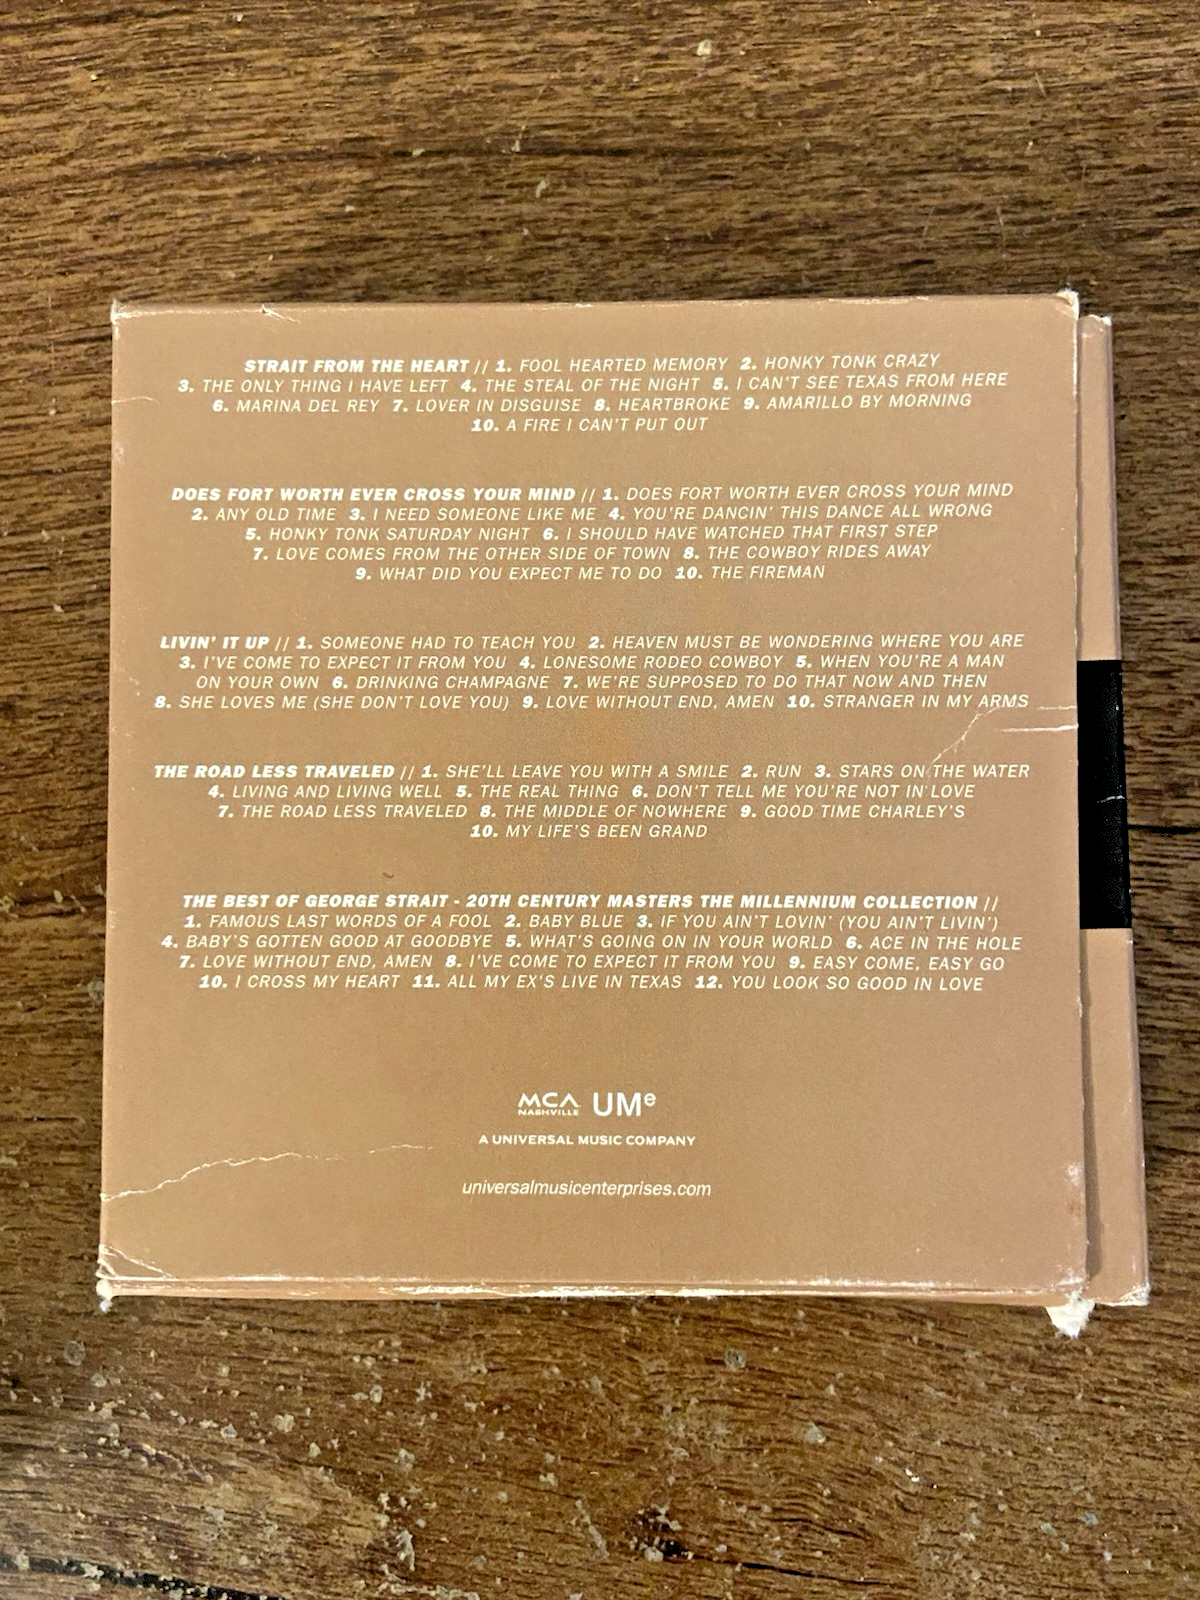 STRAIT FROM THE HEART // 1. FOOL HEARTED MEMORY 2. HONKY TONK CRAZY
3. THE ONLY THING I HAVE LEFT 4. THE STEAL OF THE NIGHT 5. I CAN'T SEE TEXAS FROM HERE
6. MARINA DEL REY 7. LOVER IN DISGUISE 8. HEARTBROKE 9. AMARILLO BY MORNING
10. A FIRE I CAN'T PUT OUT
DOES FORT WORTH EVER CROSS YOUR MIND // 1. DOES FORT WORTH EVER CROSS YOUR MIND
2. ANY OLD TIME 3. I NEED SOMEONE LIKE ME 4. YOU'RE DANCIN' THIS DANCE ALL WRONG
5. HONKY TONK SATURDAY NIGHT 6. I SHOULD HAVE WATCHED THAT FIRST STEP
7. LOVE COMES FROM THE OTHER SIDE OF TOWN 8. THE COWBOY RIDES AWAY
9. WHAT DID YOU EXPECT ME TO DO 10. THE FIREMAN
LIVIN' IT UP // 1. SOMEONE HAD TO TEACH YOU 2. HEAVEN MUST BE WONDERING WHERE YOU ARE
3. I'VE COME TO EXPECT IT FROM YOU 4. LONESOME RODEO COWBOY 5. WHEN YOU'RE A MAN
ON YOUR OWN 6. DRINKING CHAMPAGNE 7. WE'RE SUPPOSED TO DO THAT NOW AND THEN
8. SHE LOVES ME (SHE DON'T LOVE YOU) 9. LOVE WITHOUT END, AMEN 10. STRANGER IN MY ARMS
THE ROAD LESS TRAVELED // 1. SHE'LL LEAVE YOU WITH A SMILE 2. RUN 3. STARS ON THE WATER
4. LIVING AND LIVING WELL 5. THE REAL THING 6. DON'T TELL ME YOU'RE NOT IN LOVE
7. THE ROAD LESS TRAVELED 8. THE MIDDLE OF NOWHERE 9. GOOD TIME CHARLEY'S
10. MY LIFE'S BEEN GRAND
THE BEST OF GEORGE STRAIT - 20TH CENTURY MASTERS THE MILLENNIUM COLLECTION //
1. FAMOUS LAST WORDS OF A FOOL 2. BABY BLUE 3. IF YOU AIN'T LOVIN' (YOU AIN'T LIVIN')
4. BABY'S GOTTEN GOOD AT GOODBYE 5. WHAT'S GOING ON IN YOUR WORLD 6. ACE IN THE HOLE
7. LOVE WITHOUT END, AMEN 8. I'VE COME TO EXPECT IT FROM YOU 9. EASY COME, EASY GO
10. I CROSS MY HEART 11. ALL MY EX'S LIVE IN TEXAS 12. YOU LOOK SO GOOD IN LOVE
MCA NASHVILLE UMe
A UNIVERSAL MUSIC COMPANY
universalmusicenterprises.com